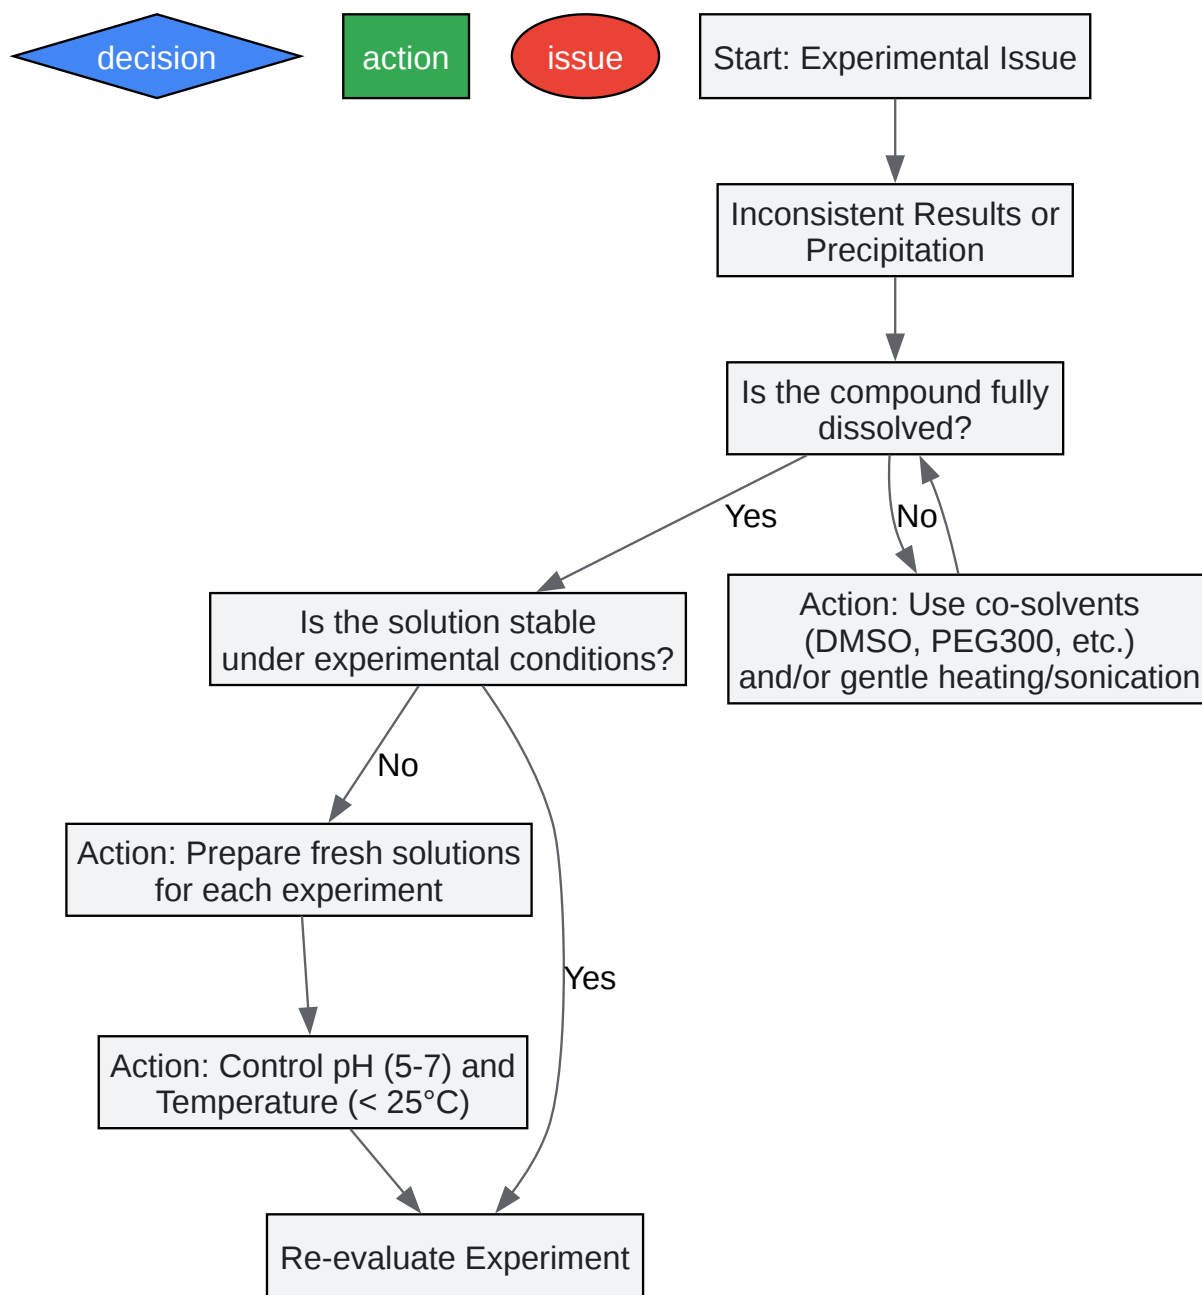 decision
action
issue
Start: Experimental Issue
Inconsistent Results or
Precipitation
Is the compound fully
dissolved?
Yes
No
Is the solution stable
under experimental conditions?
Action: Use co-solvents
(DMSO, PEG300, etc.)
and/or gentle heating/sonication
No
Action: Prepare fresh solutions
for each experiment
Yes
Action: Control pH (5-7) and
Temperature (< 25°C)
Re-evaluate Experiment